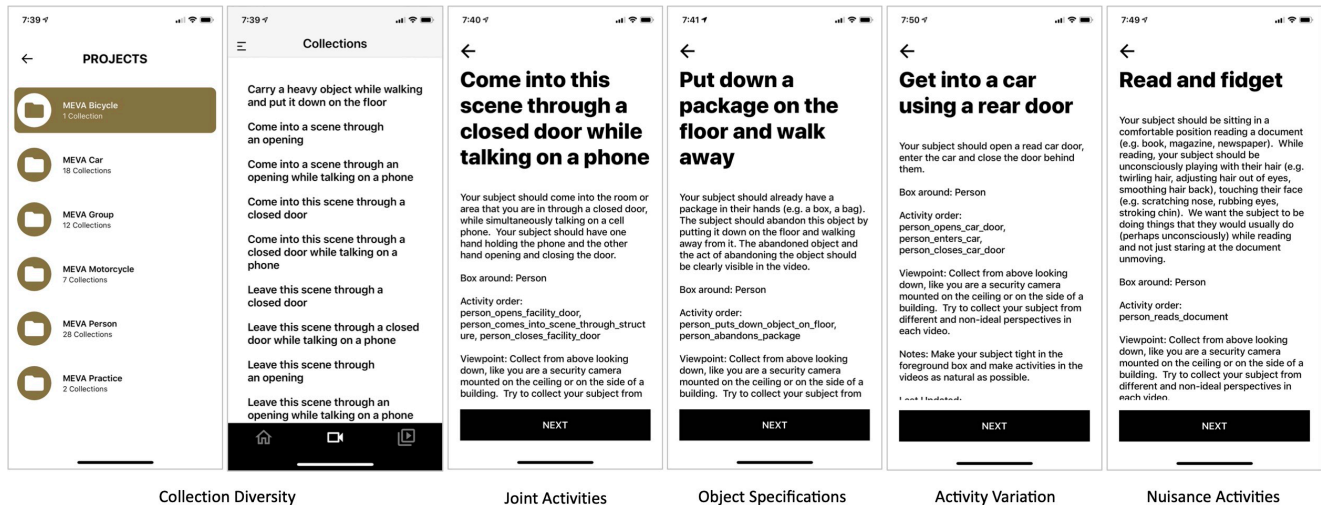 7:39
PROJECTS
MEVA Bicycle
1 Collection
MEVA Car
18 Collections
MEVA Group
12 Collections
MEVA Motorcycle
7 Collections
MEVA Person
28 Collections
MEVA Practice
2 Collections
7:39
Collections
Carry a heavy object while walking
and put it down on the floor
Come into a scene through
an opening
Come into a scene through an
opening while talking on a phone
Come into this scene through a
closed door
Come into this scene through a
closed door while talking on a
phone
Leave this scene through a
closed door
Leave this scene through a closed
door while talking on a phone
Leave this scene through
an opening
Leave this scene through an
opening while talking on a phone
Collection Diversity
7:40
Come into this
scene through a
closed door while
talking on a phone
Your subject should come into the room or
area that you are in through a closed door,
while simultaneously talking on a cell
phone. Your subject should have one
hand holding the phone and the other
hand opening and closing the door.
Box around: Person
Activity order:
person_opens_facility_door,
person_comes_into_scene_through_struct
ure, person_closes_facility_door
Viewpoint: Collect from above looking
down, like you are a security camera
mounted on the ceiling or on the side of a
building. Try to collect your subject from
NEXT
Joint Activities
7:41
Put down a
package on the
floor and walk
away
Your subject should already have a
package in their hands (e.g. a box, a bag).
The subject should abandon this object by
putting it down on the floor and walking
away from it. The abandoned object and
the act of abandoning the object should
be clearly visible in the video.
Box around: Person
Activity order:
person_puts_down_object_on_floor,
person_abandons_package
Viewpoint: Collect from above looking
down, like you are a security camera
mounted on the ceiling or on the side of a
building. Try to collect your subject from
NEXT
Object Specifications
7:50
Get into a car
using a rear door
Your subject should open a read car door,
enter the car and close the door behind
them.
Box around: Person
Activity order:
person_opens_car_door,
person_enters_car,
person_closes_car_door
Viewpoint: Collect from above looking
down, like you are a security camera
mounted on the ceiling or on the side of a
building. Try to collect your subject from
different and non-ideal perspectives in
each video.
Notes: Make your subject tight in the
foreground box and make activities in the
videos as natural as possible.
Last Updated:
NEXT
Activity Variation
7:49
Read and fidget
Your subject should be sitting in a
comfortable position reading a document
(e.g. book, magazine, newspaper). While
reading, your subject should be
unconsciously playing with their hair (e.g.
twirling hair, adjusting hair out of eyes,
smoothing hair back), touching their face
(e.g. scratching nose, rubbing eyes,
stroking chin). We want the subject to be
doing things that they would usually do
(perhaps unconsciously) while reading
and not just staring at the document
unmoving.
Box around: Person
Activity order:
person_reads_document
Viewpoint: Collect from above looking
down, like you are a security camera
mounted on the ceiling or on the side of a
building. Try to collect your subject from
different and non-ideal perspectives in
each video.
NEXT
Nuisance Activities